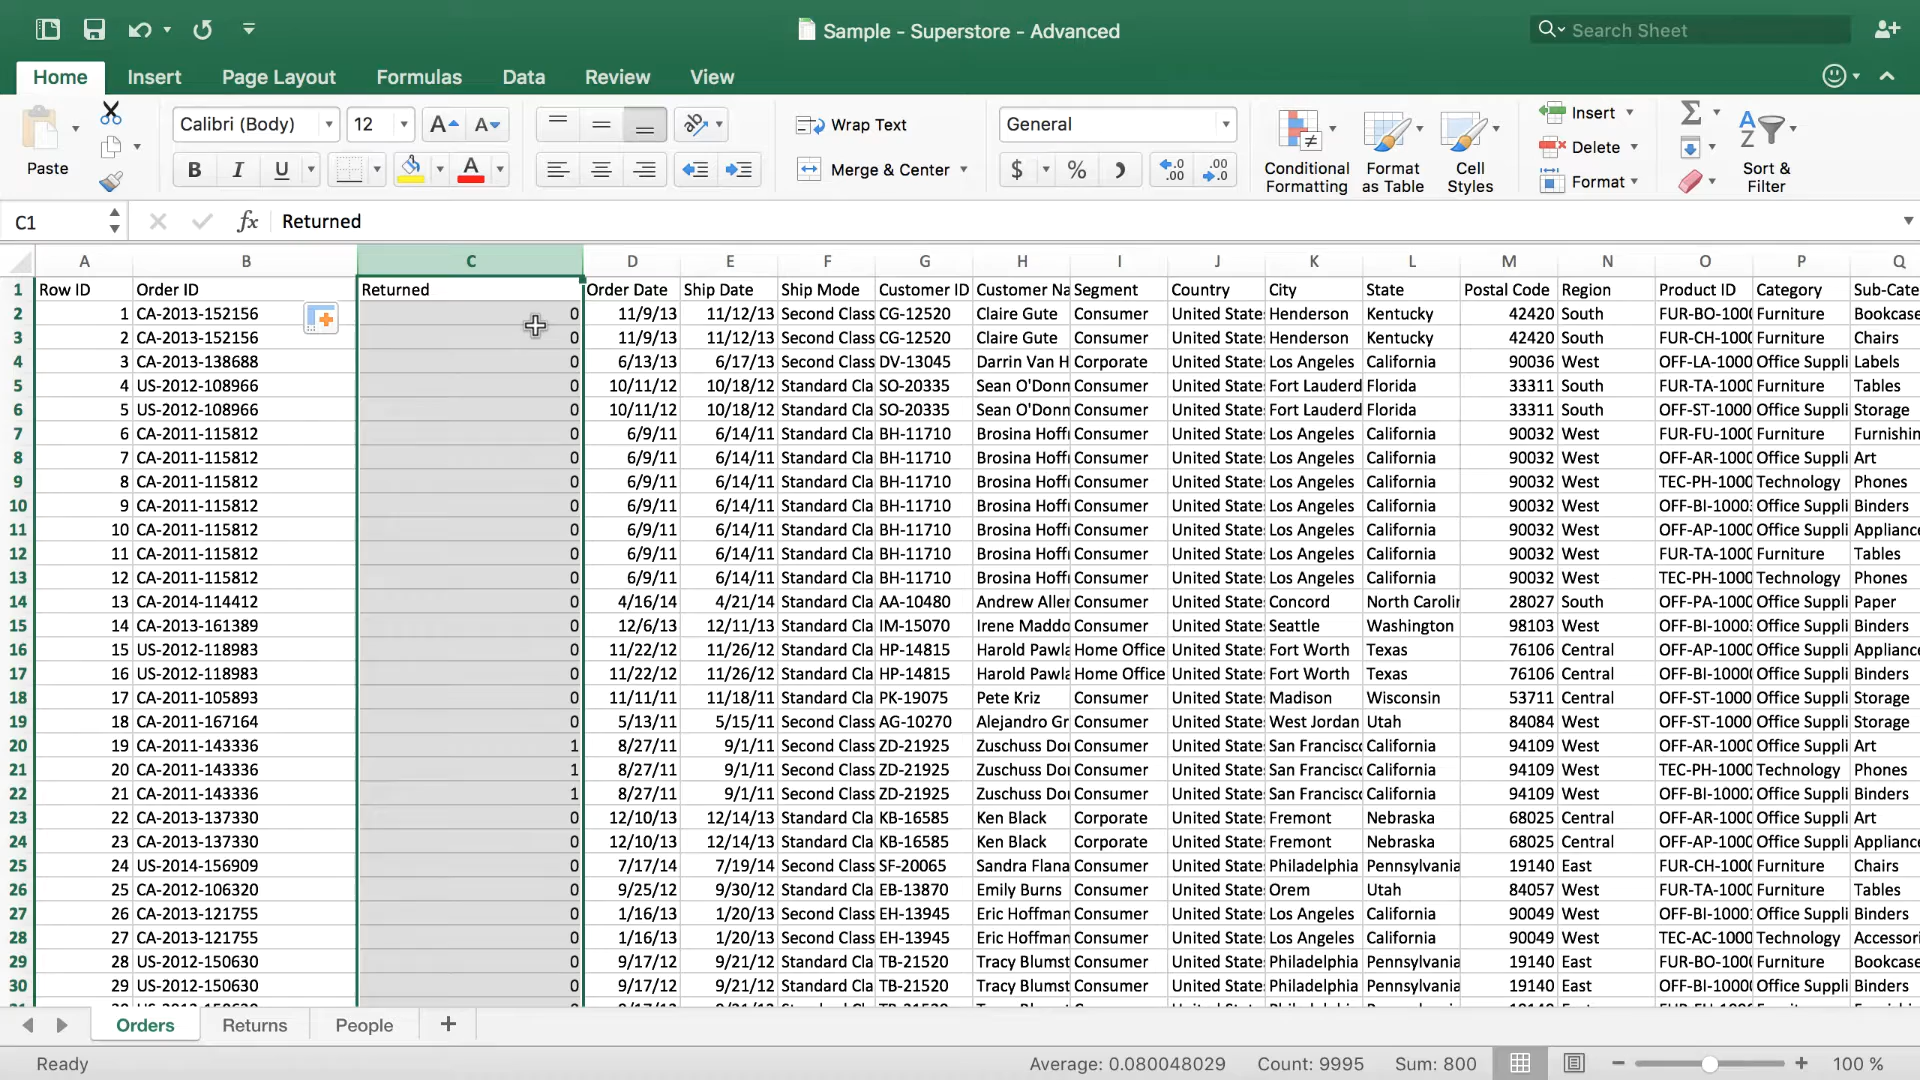 Sample - Superstore - Advanced
Search Sheet
Home Insert Page Layout Formulas Data Review View
Paste
Calibri (Body) 12 A A
B I U A
ab
Wrap Text
Merge & Center
General
$ % )
.0 .00
.00 .0
Conditional Formatting
Format as Table
Cell Styles
Insert
Delete
Format
Sort & Filter
C1 fx Returned
A B C D E F G H I J K L M N O P Q
1 Row ID Order ID Returned Order Date Ship Date Ship Mode Customer ID Customer Na Segment Country City State Postal Code Region Product ID Category Sub-Cate
2 1 CA-2013-152156 0 11/9/13 11/12/13 Second Class CG-12520 Claire Gute Consumer United State Henderson Kentucky 42420 South FUR-BO-1000 Furniture Bookcase
3 2 CA-2013-152156 0 11/9/13 11/12/13 Second Class CG-12520 Claire Gute Consumer United State Henderson Kentucky 42420 South FUR-CH-1000 Furniture Chairs
4 3 CA-2013-138688 0 6/13/13 6/17/13 Second Class DV-13045 Darrin Van H Corporate United State Los Angeles California 90036 West OFF-LA-1000 Office Suppli Labels
5 4 US-2012-108966 0 10/11/12 10/18/12 Standard Cla SO-20335 Sean O'Donn Consumer United State Fort Lauderd Florida 33311 South FUR-TA-1000 Furniture Tables
6 5 US-2012-108966 0 10/11/12 10/18/12 Standard Cla SO-20335 Sean O'Donn Consumer United State Fort Lauderd Florida 33311 South OFF-ST-1000 Office Suppli Storage
7 6 CA-2011-115812 0 6/9/11 6/14/11 Standard Cla BH-11710 Brosina Hoff Consumer United State Los Angeles California 90032 West FUR-FU-1000 Furniture Furnishin
8 7 CA-2011-115812 0 6/9/11 6/14/11 Standard Cla BH-11710 Brosina Hoff Consumer United State Los Angeles California 90032 West OFF-AR-1000 Office Suppli Art
9 8 CA-2011-115812 0 6/9/11 6/14/11 Standard Cla BH-11710 Brosina Hoff Consumer United State Los Angeles California 90032 West TEC-PH-1000 Technology Phones
10 9 CA-2011-115812 0 6/9/11 6/14/11 Standard Cla BH-11710 Brosina Hoff Consumer United State Los Angeles California 90032 West OFF-BI-1000 Office Suppli Binders
11 10 CA-2011-115812 0 6/9/11 6/14/11 Standard Cla BH-11710 Brosina Hoff Consumer United State Los Angeles California 90032 West OFF-AP-1000 Office Suppli Appliance
12 11 CA-2011-115812 0 6/9/11 6/14/11 Standard Cla BH-11710 Brosina Hoff Consumer United State Los Angeles California 90032 West FUR-TA-1000 Furniture Tables
13 12 CA-2011-115812 0 6/9/11 6/14/11 Standard Cla BH-11710 Brosina Hoff Consumer United State Los Angeles California 90032 West TEC-PH-1000 Technology Phones
14 13 CA-2014-114412 0 4/16/14 4/21/14 Standard Cla AA-10480 Andrew Aller Consumer United State Concord North Carolin 28027 South OFF-PA-1000 Office Suppli Paper
15 14 CA-2013-161389 0 12/6/13 12/11/13 Standard Cla IM-15070 Irene Maddo Consumer United State Seattle Washington 98103 West OFF-BI-1000 Office Suppli Binders
16 15 US-2012-118983 0 11/22/12 11/26/12 Standard Cla HP-14815 Harold Pawla Home Office United State Fort Worth Texas 76106 Central OFF-AP-1000 Office Suppli Appliance
17 16 US-2012-118983 0 11/22/12 11/26/12 Standard Cla HP-14815 Harold Pawla Home Office United State Fort Worth Texas 76106 Central OFF-BI-1000 Office Suppli Binders
18 17 CA-2011-105893 0 11/11/11 11/18/11 Standard Cla PK-19075 Pete Kriz Consumer United State Madison Wisconsin 53711 Central OFF-ST-1000 Office Suppli Storage
19 18 CA-2011-167164 0 5/13/11 5/15/11 Second Class AG-10270 Alejandro Gr Consumer United State West Jordan Utah 84084 West OFF-ST-1000 Office Suppli Storage
20 19 CA-2011-143336 1 8/27/11 9/1/11 Second Class ZD-21925 Zuschuss Do Consumer United State San Francisc California 94109 West OFF-AR-1000 Office Suppli Art
21 20 CA-2011-143336 1 8/27/11 9/1/11 Second Class ZD-21925 Zuschuss Do Consumer United State San Francisc California 94109 West TEC-PH-1000 Technology Phones
22 21 CA-2011-143336 1 8/27/11 9/1/11 Second Class ZD-21925 Zuschuss Do Consumer United State San Francisc California 94109 West OFF-BI-1000 Office Suppli Binders
23 22 CA-2013-137330 0 12/10/13 12/14/13 Standard Cla KB-16585 Ken Black Corporate United State Fremont Nebraska 68025 Central OFF-AR-1000 Office Suppli Art
24 23 CA-2013-137330 0 12/10/13 12/14/13 Standard Cla KB-16585 Ken Black Corporate United State Fremont Nebraska 68025 Central OFF-AP-1000 Office Suppli Appliance
25 24 US-2014-156909 0 7/17/14 7/19/14 Second Class SF-20065 Sandra Flana Consumer United State Philadelphia Pennsylvania 19140 East FUR-CH-1000 Furniture Chairs
26 25 CA-2012-106320 0 9/25/12 9/30/12 Standard Cla EB-13870 Emily Burns Consumer United State Orem Utah 84057 West FUR-TA-1000 Furniture Tables
27 26 CA-2013-121755 0 1/16/13 1/20/13 Second Class EH-13945 Eric Hoffman Consumer United State Los Angeles California 90049 West OFF-BI-1000 Office Suppli Binders
28 27 CA-2013-121755 0 1/16/13 1/20/13 Second Class EH-13945 Eric Hoffman Consumer United State Los Angeles California 90049 West TEC-AC-1000 Technology Accessori
29 28 US-2012-150630 0 9/17/12 9/21/12 Standard Cla TB-21520 Tracy Blumst Consumer United State Philadelphia Pennsylvania 19140 East FUR-BO-1000 Furniture Bookcase
30 29 US-2012-150630 0 9/17/12 9/21/12 Standard Cla TB-21520 Tracy Blumst Consumer United State Philadelphia Pennsylvania 19140 East OFF-BI-1000 Office Suppli Binders
Orders Returns People +
Ready Average: 0.080048029 Count: 9995 Sum: 800 100 %